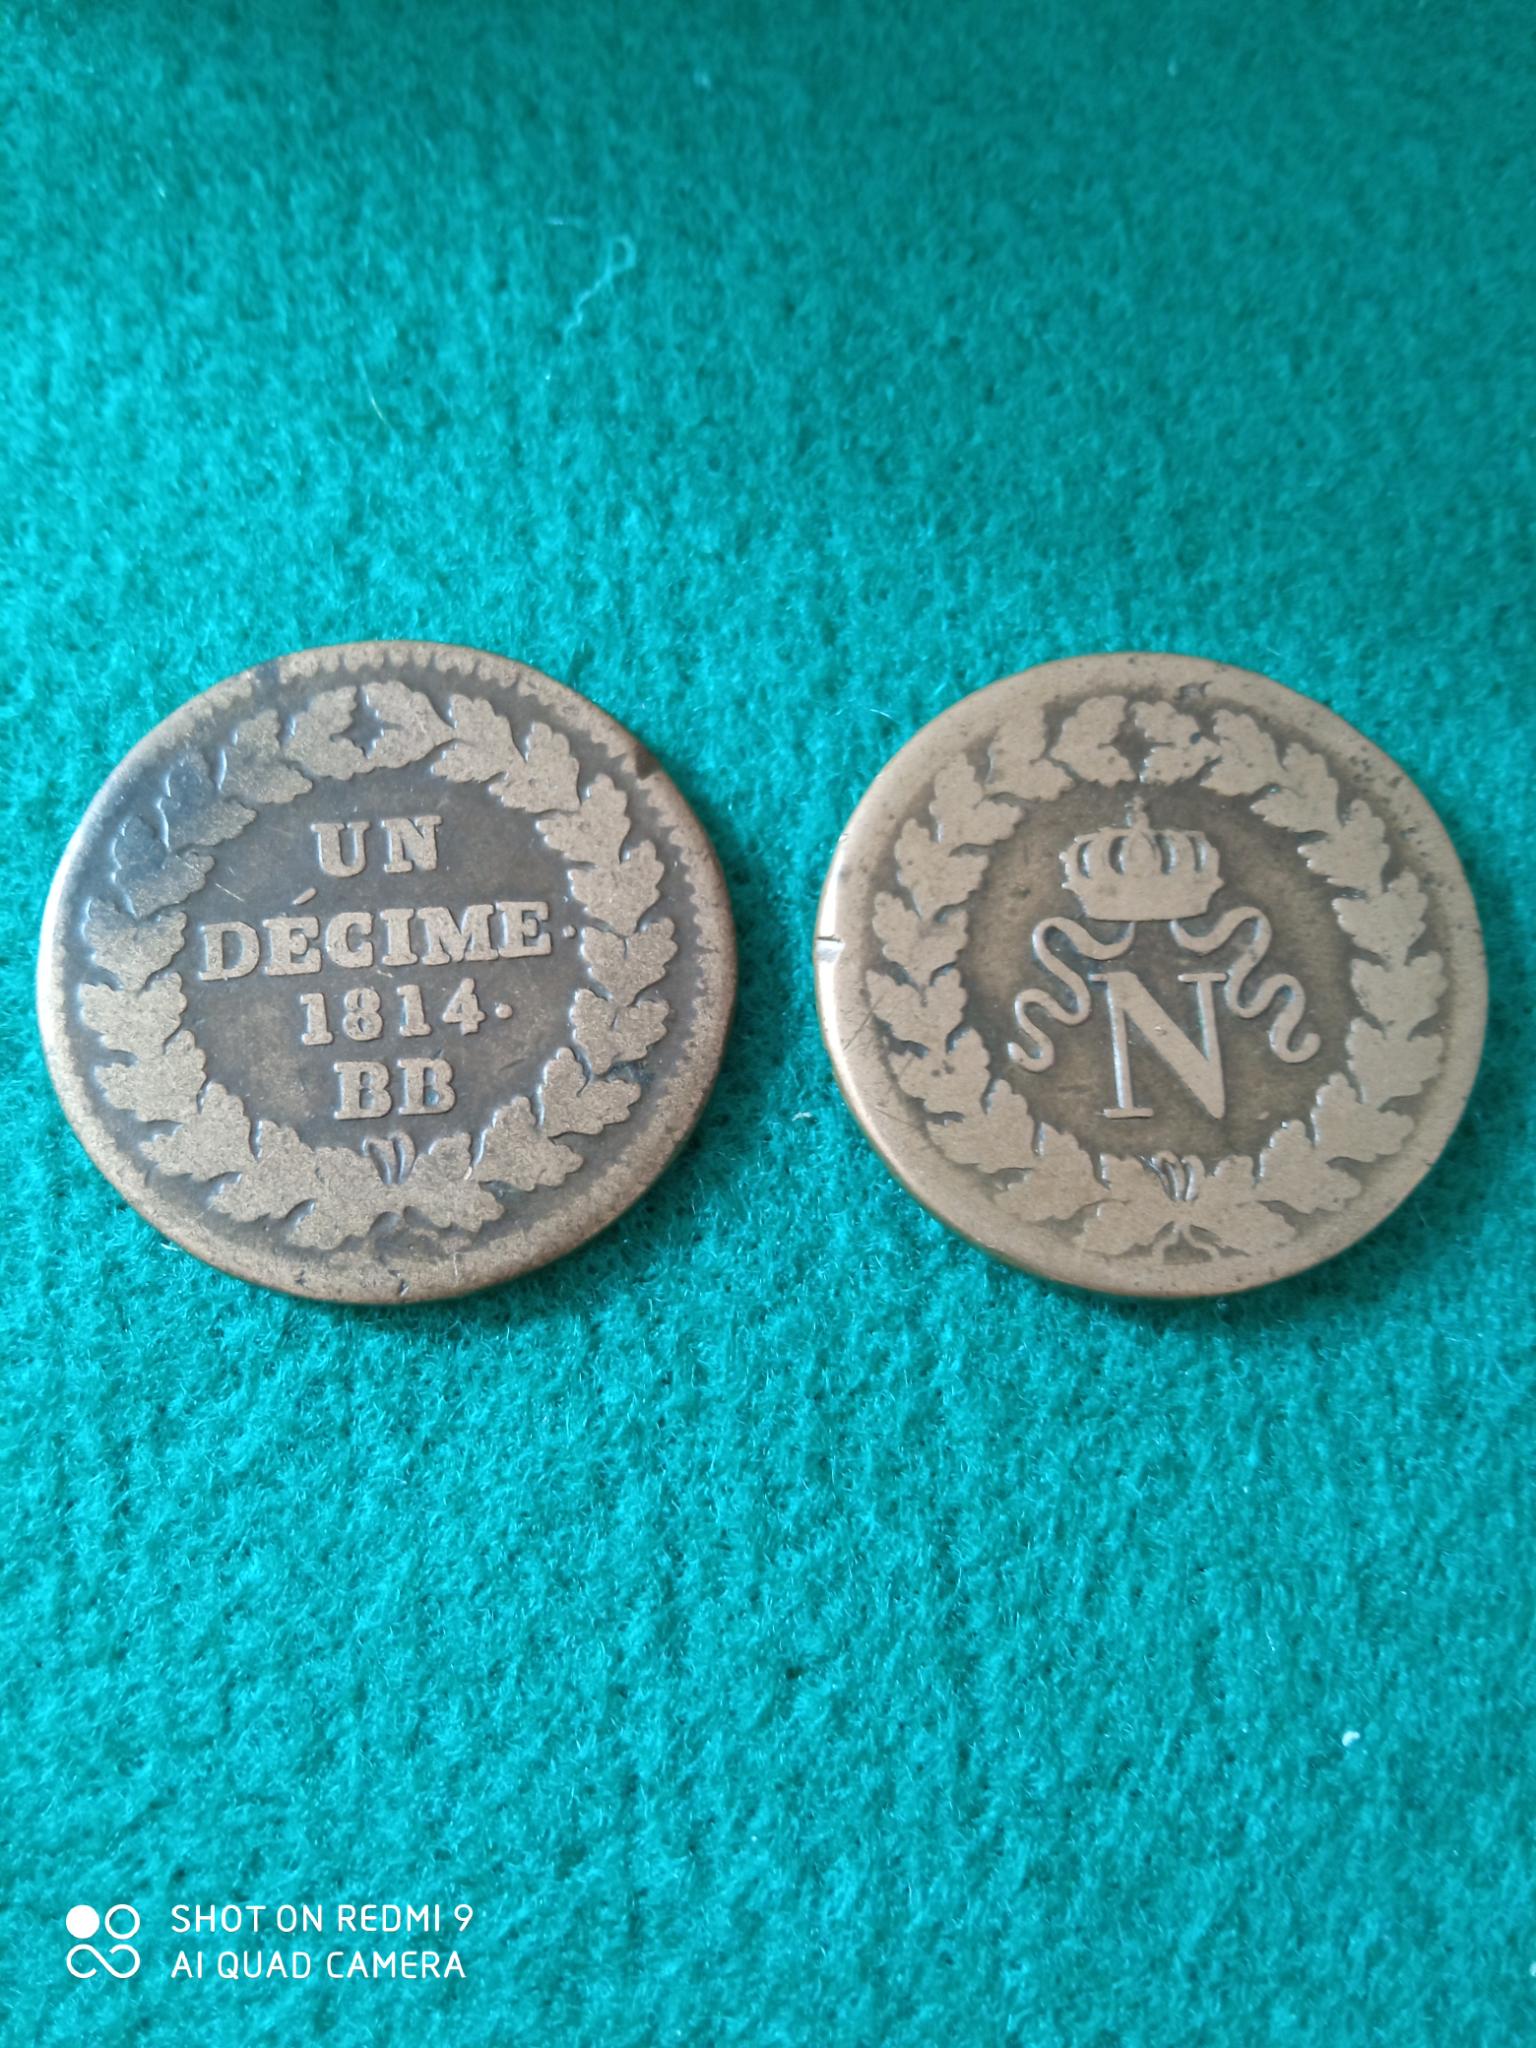 UN
DÉCIME.
1814.
BB
N
SHOT ON REDMI 9
AI QUAD CAMERA